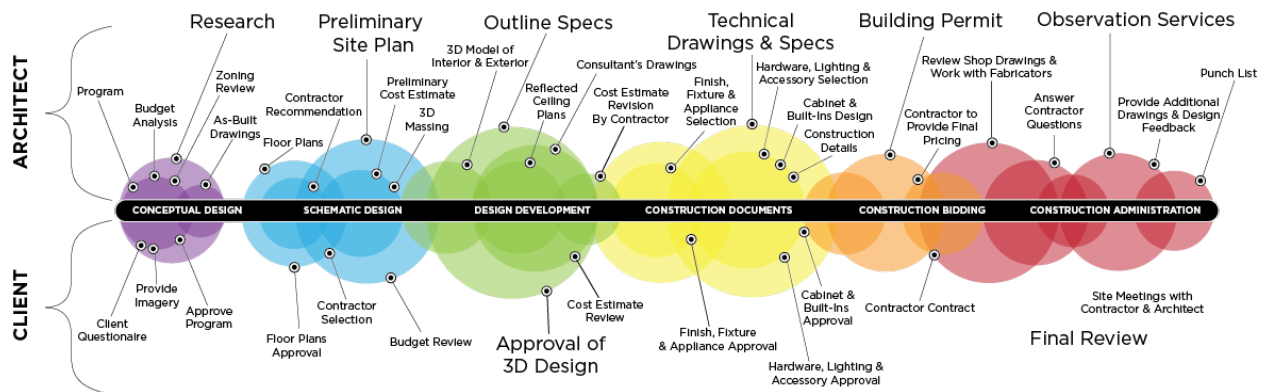 ARCHITECT
Research
Preliminary
Site Plan
Outline Specs
Technical
Drawings & Specs
Building Permit
Observation Services
Program
Budget
Analysis
Zoning
Review
As-Built
Drawings
Floor Plans
Contractor
Recommendation
Preliminary
Cost Estimate
3D
Massing
3D Model of
Interior & Exterior
Consultant's Drawings
Reflected
Ceiling
Plans
Cost Estimate
Revision
By Contractor
Finish,
Fixture &
Appliance
Selection
Hardware, Lighting &
Accessory Selection
Cabinet &
Built-Ins Design
Construction
Details
Contractor to
Provide Final
Pricing
Review Shop Drawings &
Work with Fabricators
Answer
Contractor
Questions
Provide Additional
Drawings & Design
Feedback
Punch List
CONCEPTUAL DESIGN
SCHEMATIC DESIGN
DESIGN DEVELOPMENT
CONSTRUCTION DOCUMENTS
CONSTRUCTION BIDDING
CONSTRUCTION ADMINISTRATION
CLIENT
Client
Questionaire
Provide
Imagery
Approve
Program
Floor Plans
Approval
Contractor
Selection
Budget Review
Approval of
3D Design
Cost Estimate
Review
Finish, Fixture
& Appliance Approval
Hardware, Lighting &
Accessory Approval
Cabinet &
Built-Ins
Approval
Contractor Contract
Site Meetings with
Contractor & Architect
Final Review